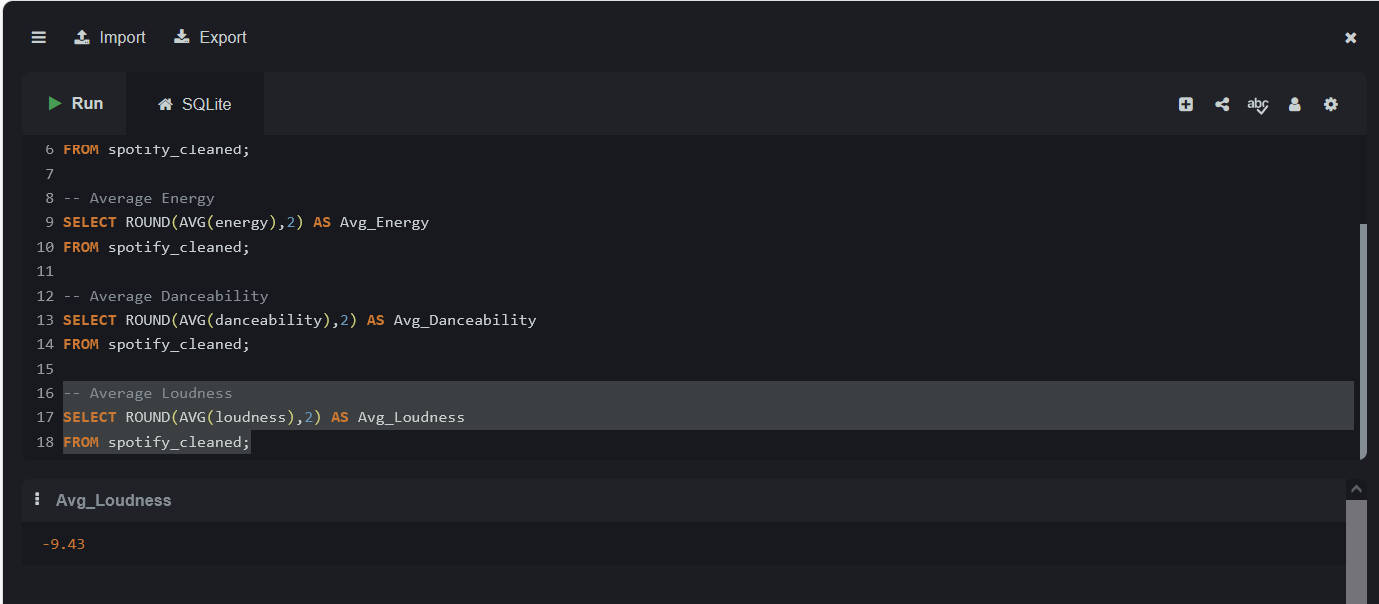 Import Export
Run SQLite abc
6 FROM spotify_cleaned;
7
8 -- Average Energy
9 SELECT ROUND(AVG(energy),2) AS Avg_Energy
10 FROM spotify_cleaned;
11
12 -- Average Danceability
13 SELECT ROUND(AVG(danceability),2) AS Avg_Danceability
14 FROM spotify_cleaned;
15
16 -- Average Loudness
17 SELECT ROUND(AVG(loudness),2) AS Avg_Loudness
18 FROM spotify_cleaned;
Avg_Loudness
-9.43